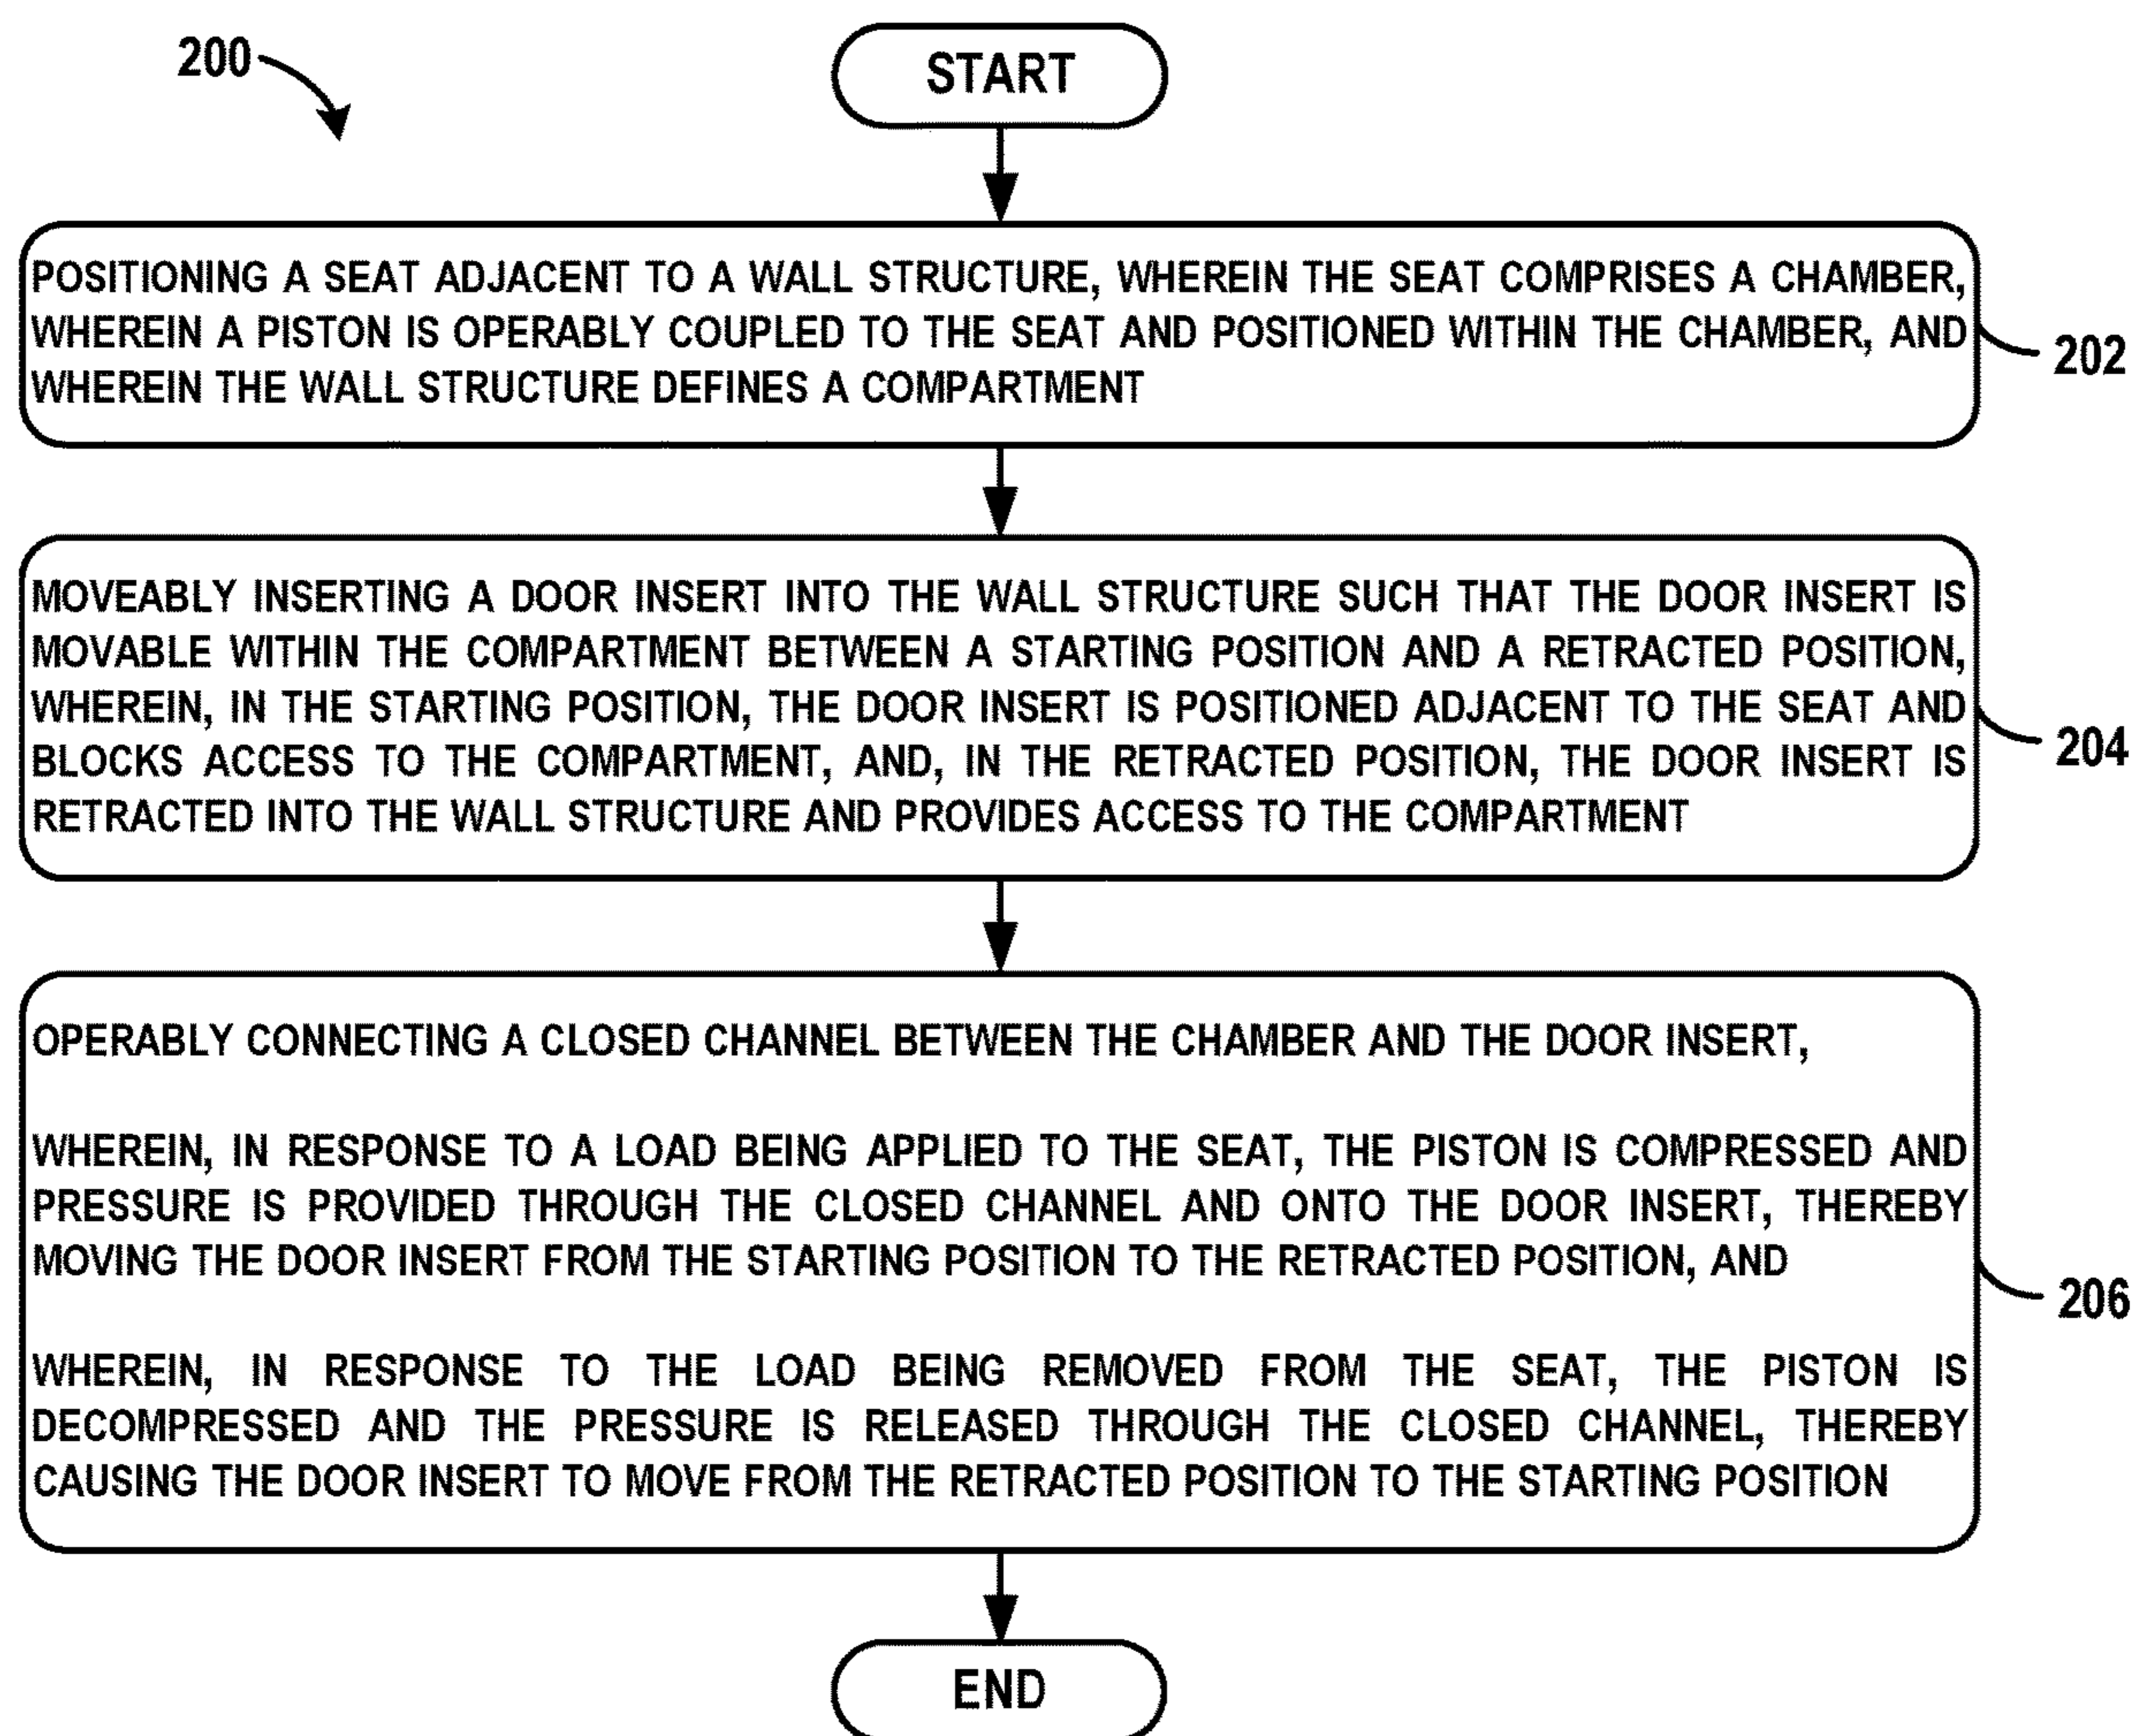 200
START
POSITIONING A SEAT ADJACENT TO A WALL STRUCTURE, WHEREIN THE SEAT COMPRISES A CHAMBER,
WHEREIN A PISTON IS OPERABLY COUPLED TO THE SEAT AND POSITIONED WITHIN THE CHAMBER, AND
WHEREIN THE WALL STRUCTURE DEFINES A COMPARTMENT
202
MOVEABLY INSERTING A DOOR INSERT INTO THE WALL STRUCTURE SUCH THAT THE DOOR INSERT IS
MOVABLE WITHIN THE COMPARTMENT BETWEEN A STARTING POSITION AND A RETRACTED POSITION,
WHEREIN, IN THE STARTING POSITION, THE DOOR INSERT IS POSITIONED ADJACENT TO THE SEAT AND
BLOCKS ACCESS TO THE COMPARTMENT, AND, IN THE RETRACTED POSITION, THE DOOR INSERT IS
RETRACTED INTO THE WALL STRUCTURE AND PROVIDES ACCESS TO THE COMPARTMENT
204
OPERABLY CONNECTING A CLOSED CHANNEL BETWEEN THE CHAMBER AND THE DOOR INSERT,
WHEREIN, IN RESPONSE TO A LOAD BEING APPLIED TO THE SEAT, THE PISTON IS COMPRESSED AND
PRESSURE IS PROVIDED THROUGH THE CLOSED CHANNEL AND ONTO THE DOOR INSERT, THEREBY
MOVING THE DOOR INSERT FROM THE STARTING POSITION TO THE RETRACTED POSITION, AND
WHEREIN, IN RESPONSE TO THE LOAD BEING REMOVED FROM THE SEAT, THE PISTON IS
DECOMPRESSED AND THE PRESSURE IS RELEASED THROUGH THE CLOSED CHANNEL, THEREBY
CAUSING THE DOOR INSERT TO MOVE FROM THE RETRACTED POSITION TO THE STARTING POSITION
206
END